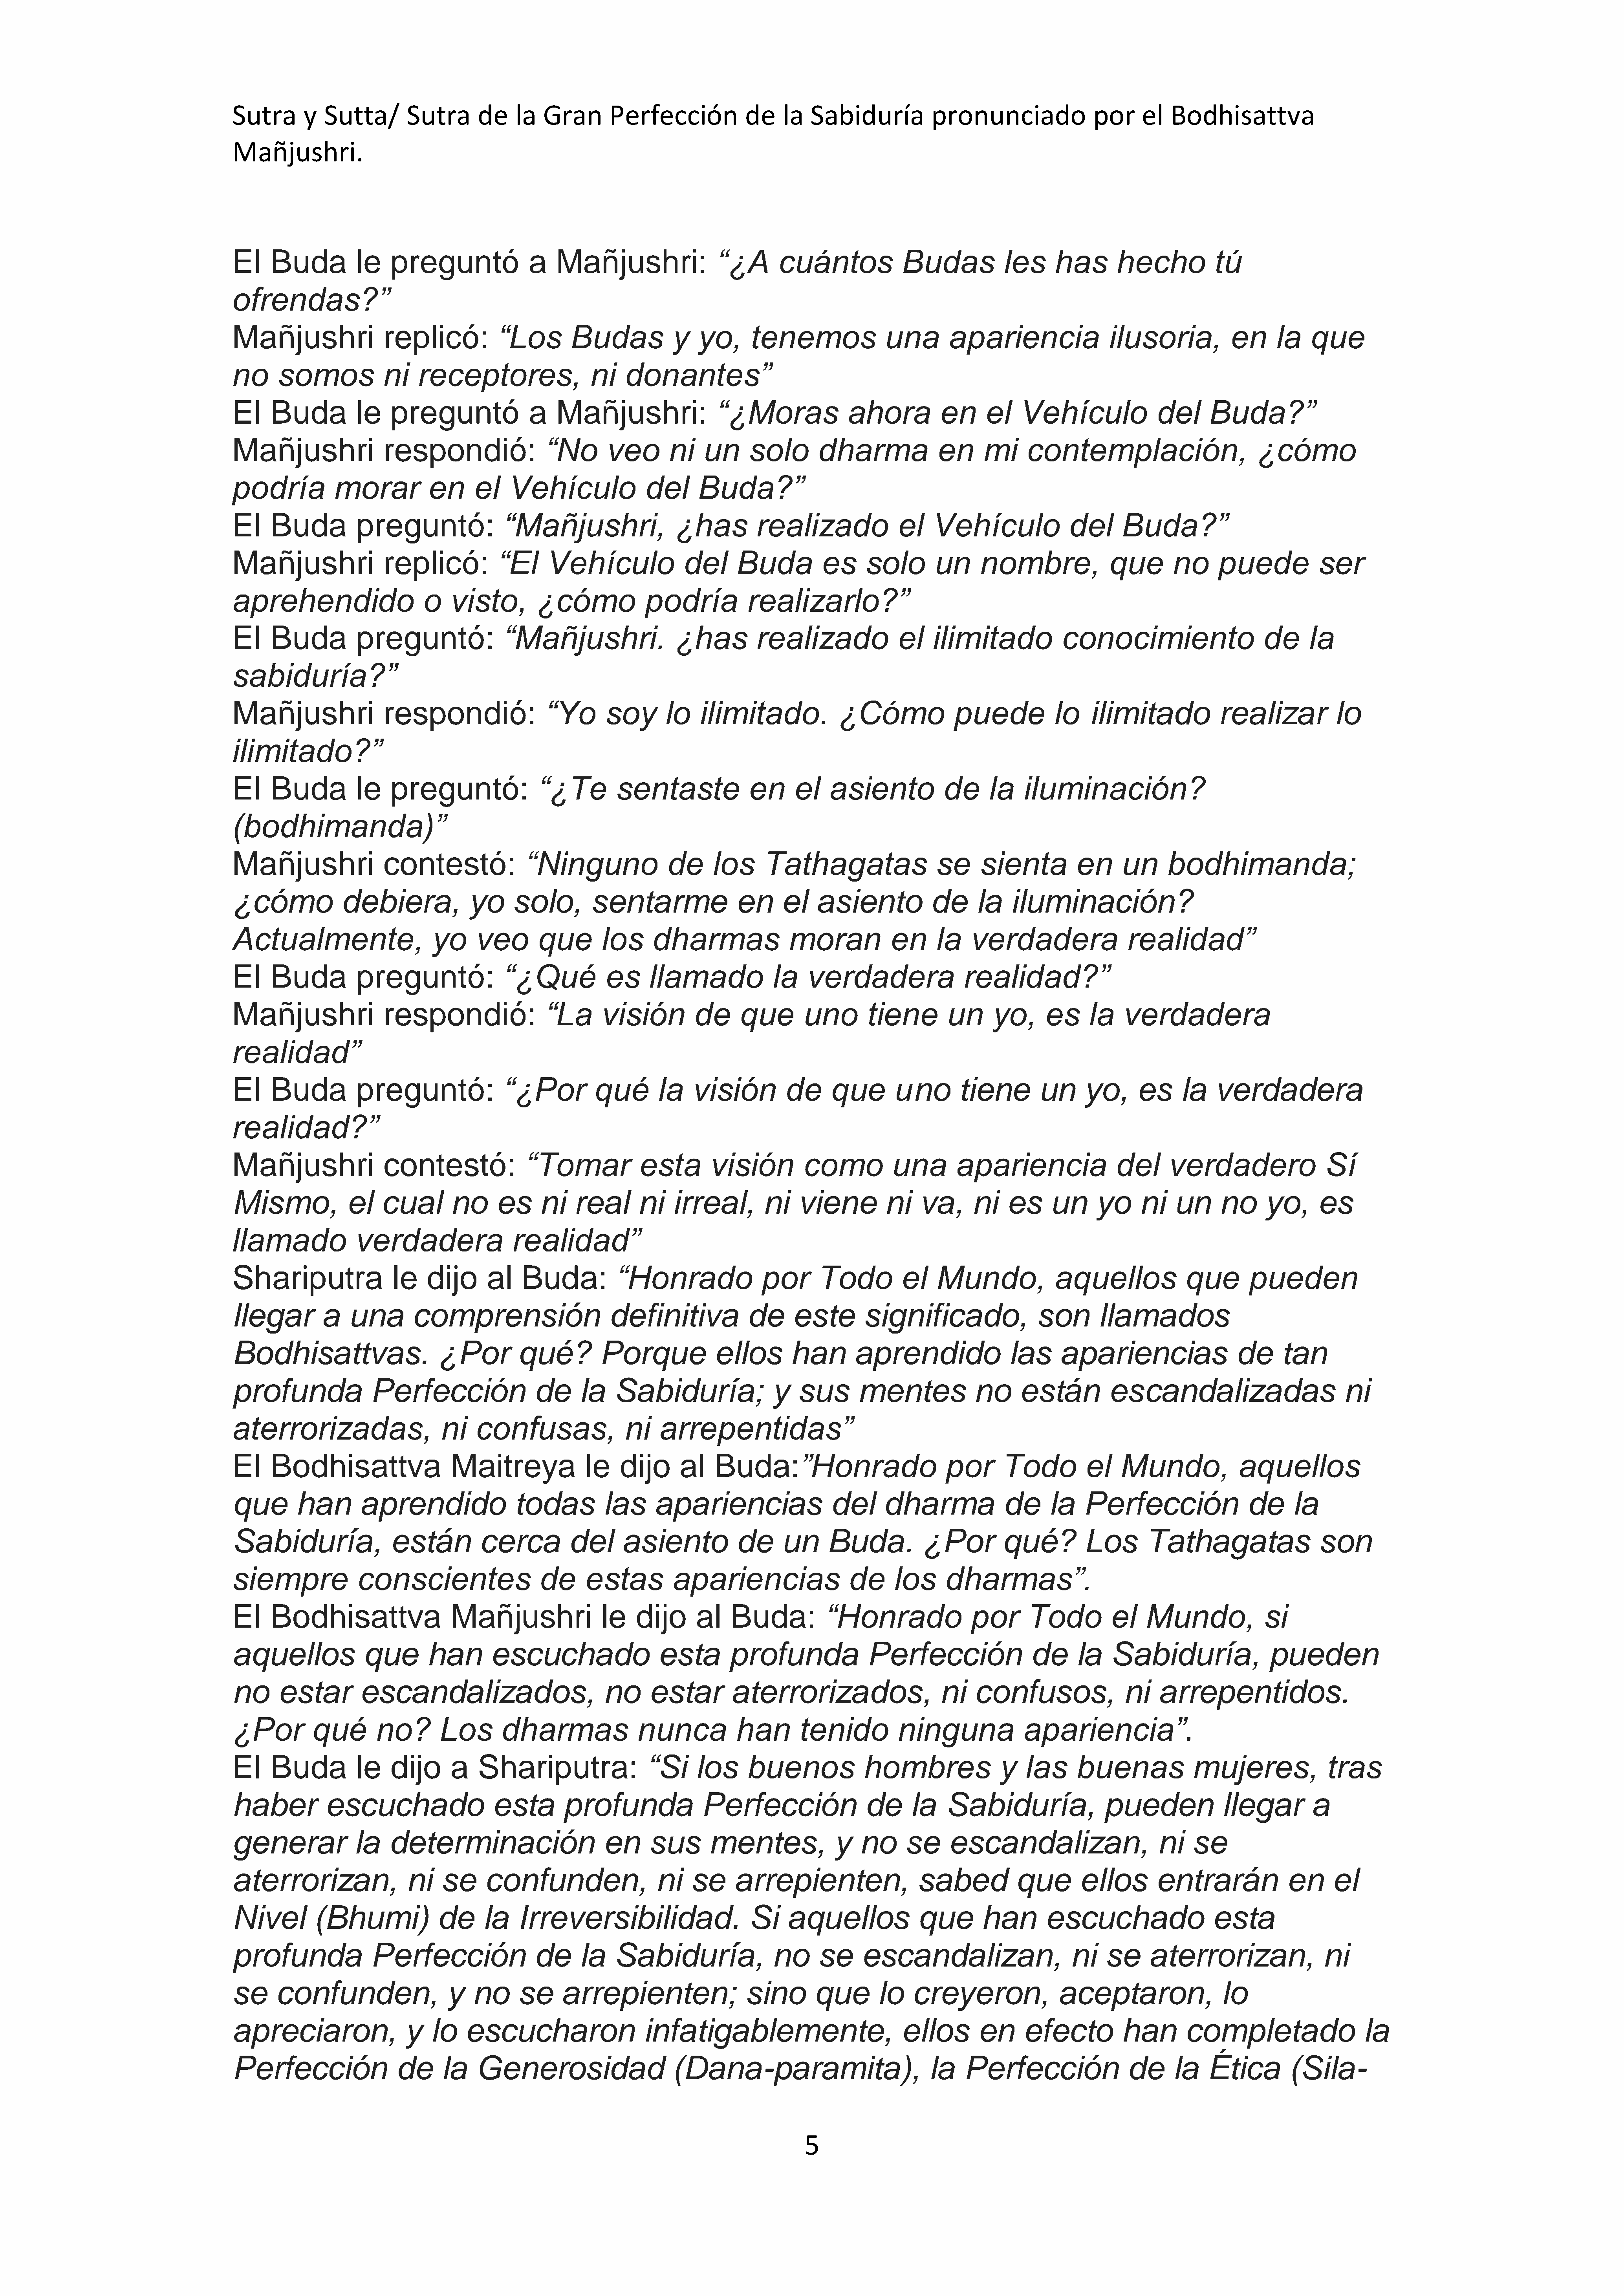 Sutra y Sutta/ Sutra de la Gran Perfección de la Sabiduría pronunciado por el Bodhisattva
Mañjushri.
El Buda le preguntó a Mañjushri: “¿A cuántos Budas les has hecho tú
ofrendas?”
Mañjushri replicó: “Los Budas y yo, tenemos una apariencia ilusoria, en la que
no somos ni receptores, ni donantes”
El Buda le preguntó a Mañjushri: “¿Moras ahora en el Vehículo del Buda?”
Mañjushri respondió: “No veo ni un solo dharma en mi contemplación, ¿cómo
podría morar en el Vehículo del Buda?”
El Buda preguntó: “Mañjushri, ¿has realizado el Vehículo del Buda?”
Mañjushri replicó: “El Vehículo del Buda es solo un nombre, que no puede ser
aprehendido o visto, ¿cómo podría realizarlo?”
El Buda preguntó: “Mañjushri. ¿has realizado el ilimitado conocimiento de la
sabiduría?”
Mañjushri respondió: “Yo soy lo ilimitado. ¿Cómo puede lo ilimitado realizar lo
ilimitado?”
El Buda le preguntó: “¿Te sentaste en el asiento de la iluminación?
(bodhimanda)”
Mañjushri contestó: “Ninguno de los Tathagatas se sienta en un bodhimanda;
¿cómo debiera, yo solo, sentarme en el asiento de la iluminación?
Actualmente, yo veo que los dharmas moran en la verdadera realidad”
El Buda preguntó: “¿Qué es llamado la verdadera realidad?”
Mañjushri respondió: “La visión de que uno tiene un yo, es la verdadera
realidad”
El Buda preguntó: “¿Por qué la visión de que uno tiene un yo, es la verdadera
realidad?”
Mañjushri contestó: “Tomar esta visión como una apariencia del verdadero Sí
Mismo, el cual no es ni real ni irreal, ni viene ni va, ni es un yo ni un no yo, es
llamado verdadera realidad”
Shariputra le dijo al Buda: “Honrado por Todo el Mundo, aquellos que pueden
llegar a una comprensión definitiva de este significado, son llamados
Bodhisattvas. ¿Por qué? Porque ellos han aprendido las apariencias de tan
profunda Perfección de la Sabiduría; y sus mentes no están escandalizadas ni
aterrorizadas, ni confusas, ni arrepentidas”
El Bodhisattva Maitreya le dijo al Buda:”Honrado por Todo el Mundo, aquellos
que han aprendido todas las apariencias del dharma de la Perfección de la
Sabiduría, están cerca del asiento de un Buda. ¿Por qué? Los Tathagatas son
siempre conscientes de estas apariencias de los dharmas”.
El Bodhisattva Mañjushri le dijo al Buda: “Honrado por Todo el Mundo, si
aquellos que han escuchado esta profunda Perfección de la Sabiduría, pueden
no estar escandalizados, no estar aterrorizados, ni confusos, ni arrepentidos.
¿Por qué no? Los dharmas nunca han tenido ninguna apariencia”.
El Buda le dijo a Shariputra: “Si los buenos hombres y las buenas mujeres, tras
haber escuchado esta profunda Perfección de la Sabiduría, pueden llegar a
generar la determinación en sus mentes, y no se escandalizan, ni se
aterrorizan, ni se confunden, ni se arrepienten, sabed que ellos entrarán en el
Nivel (Bhumi) de la Irreversibilidad. Si aquellos que han escuchado esta
profunda Perfección de la Sabiduría, no se escandalizan, ni se aterrorizan, ni
se confunden, y no se arrepienten; sino que lo creyeron, aceptaron, lo
apreciaron, y lo escucharon infatigablemente, ellos en efecto han completado la
Perfección de la Generosidad (Dana-paramita), la Perfección de la Ética (Sila-
5